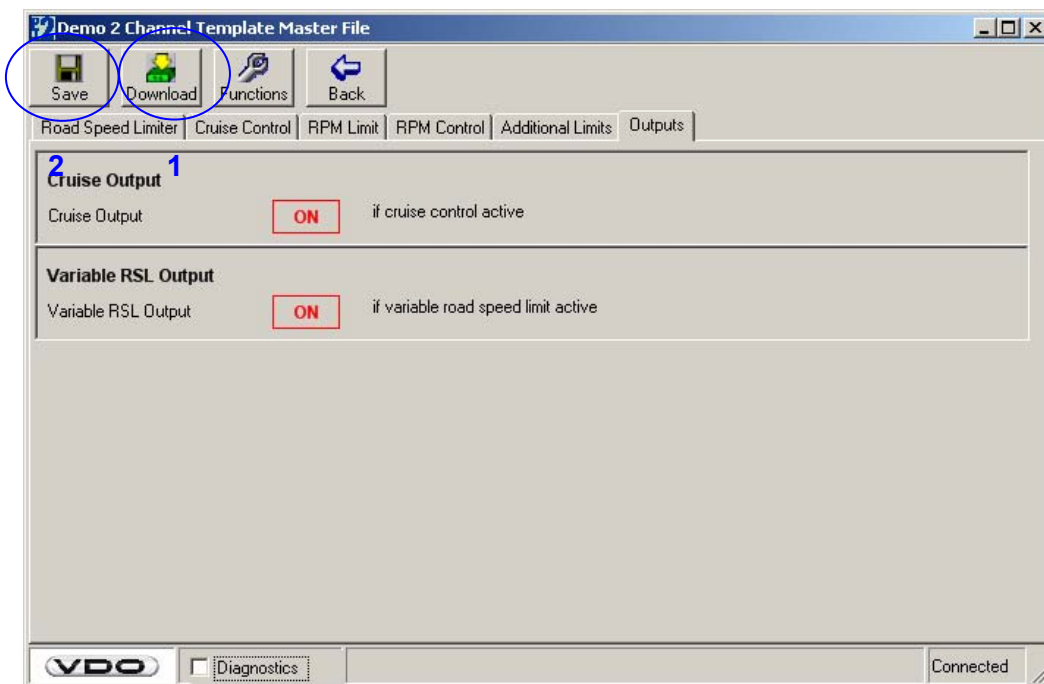 Demo 2 Channel Template Master File
Save Download Functions Back
Road Speed Limiter Cruise Control RPM Limit RPM Control Additional Limits Outputs
2 1
Cruise Output
Cruise Output ON if cruise control active
Variable RSL Output
Variable RSL Output ON if variable road speed limit active
VDO Diagnostics Connected